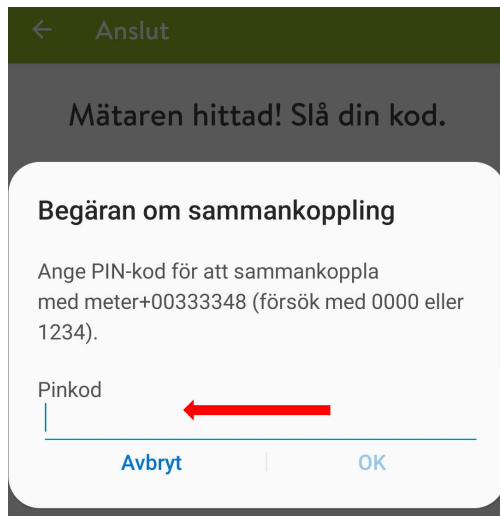 Anslut
Mätaren hittad! Slå din kod.
Begäran om sammankoppling
Ange PIN-kod för att sammankoppla
med meter+00333348 (försök med 0000 eller
1234).
Pinkod
Avbryt
OK